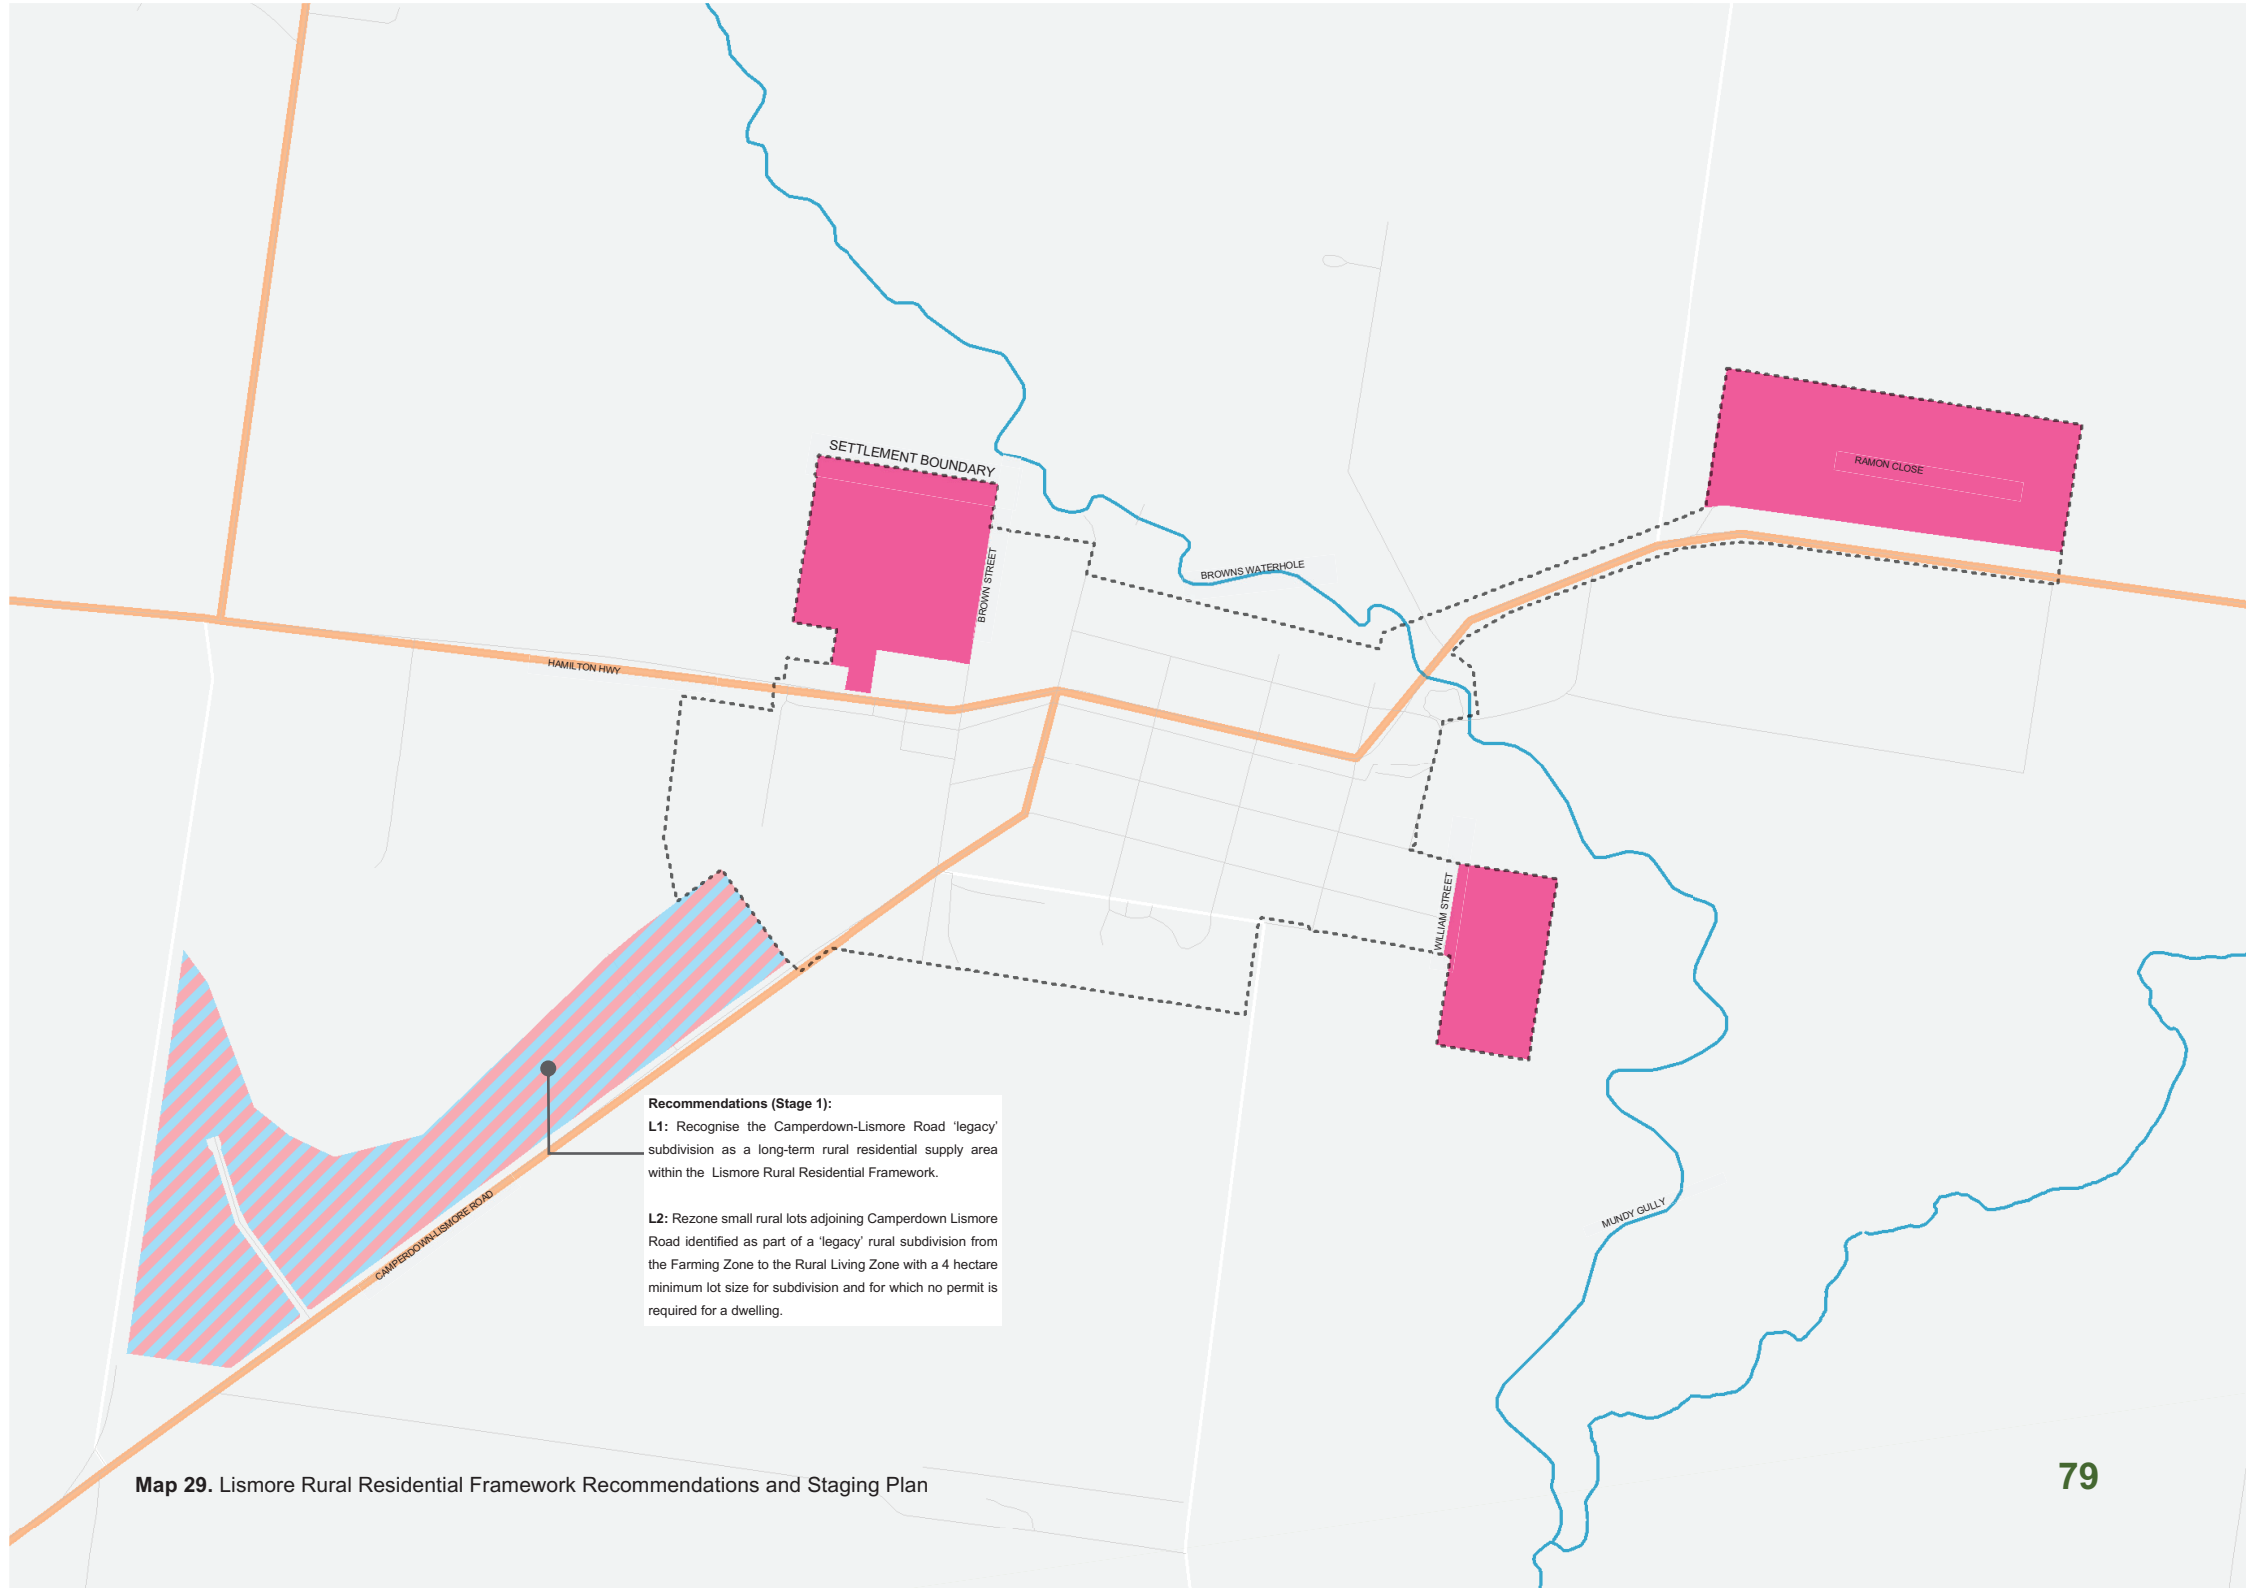 SETTLEMENT BOUNDARY
RAMON CLOSE
BROWN STREET
BROWNS WATERHOLE
HAMILTON HWY
WILLIAM STREET
Recommendations (Stage 1):
L1: Recognise the Camperdown-Lismore Road ‘legacy’
subdivision as a long-term rural residential supply area
within the Lismore Rural Residential Framework.
L2: Rezone small rural lots adjoining Camperdown Lismore
Road identified as part of a ‘legacy’ rural subdivision from
the Farming Zone to the Rural Living Zone with a 4 hectare
minimum lot size for subdivision and for which no permit is
required for a dwelling.
CAMPERDOWN-LISMORE ROAD
MUNDY GULLY
Map 29. Lismore Rural Residential Framework Recommendations and Staging Plan
79